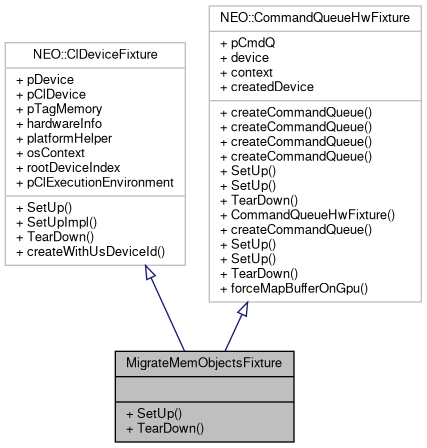 NEO::ClDeviceFixture
+ pDevice
+ pClDevice
+ pTagMemory
+ hardwareInfo
+ platformHelper
+ osContext
+ rootDeviceIndex
+ pClExecutionEnvironment
+ SetUp()
+ SetUpImpl()
+ TearDown()
+ createWithUsDeviceId()
NEO::CommandQueueHwFixture
+ pCmdQ
+ device
+ context
+ createdDevice
+ createCommandQueue()
+ createCommandQueue()
+ createCommandQueue()
+ createCommandQueue()
+ SetUp()
+ SetUp()
+ TearDown()
+ CommandQueueHwFixture()
+ createCommandQueue()
+ SetUp()
+ SetUp()
+ TearDown()
+ forceMapBufferOnGpu()
MigrateMemObjectsFixture
+ SetUp()
+ TearDown()